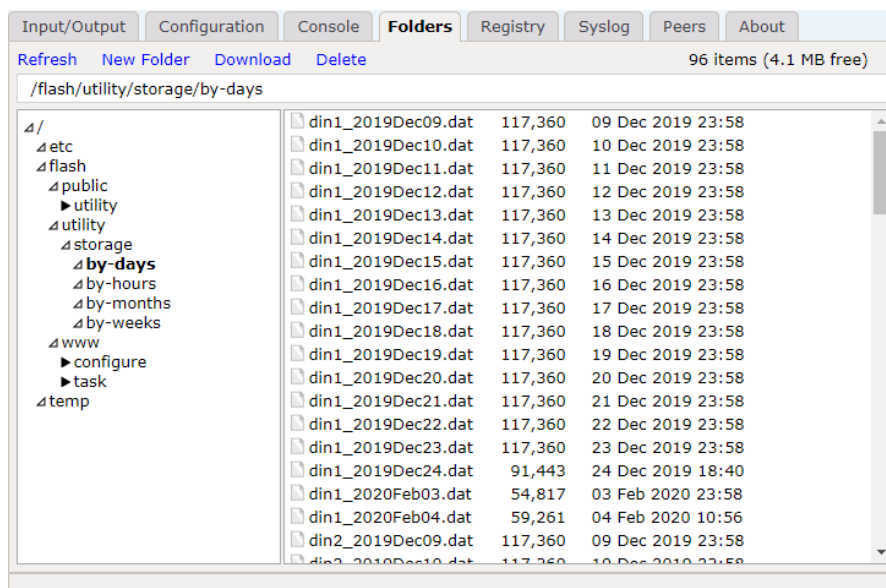 Input/Output Configuration Console Folders Registry Syslog Peers About
Refresh New Folder Download Delete 96 items (4.1 MB free)
/flash/utility/storage/by-days
/
etc
flash
public
utility
utility
storage
by-days
by-hours
by-months
by-weeks
www
configure
task
temp
din1_2019Dec09.dat 117,360 09 Dec 2019 23:58
din1_2019Dec10.dat 117,360 10 Dec 2019 23:58
din1_2019Dec11.dat 117,360 11 Dec 2019 23:58
din1_2019Dec12.dat 117,360 12 Dec 2019 23:58
din1_2019Dec13.dat 117,360 13 Dec 2019 23:58
din1_2019Dec14.dat 117,360 14 Dec 2019 23:58
din1_2019Dec15.dat 117,360 15 Dec 2019 23:58
din1_2019Dec16.dat 117,360 16 Dec 2019 23:58
din1_2019Dec17.dat 117,360 17 Dec 2019 23:58
din1_2019Dec18.dat 117,360 18 Dec 2019 23:58
din1_2019Dec19.dat 117,360 19 Dec 2019 23:58
din1_2019Dec20.dat 117,360 20 Dec 2019 23:58
din1_2019Dec21.dat 117,360 21 Dec 2019 23:58
din1_2019Dec22.dat 117,360 22 Dec 2019 23:58
din1_2019Dec23.dat 117,360 23 Dec 2019 23:58
din1_2019Dec24.dat 91,443 24 Dec 2019 18:40
din1_2020Feb03.dat 54,817 03 Feb 2020 23:58
din1_2020Feb04.dat 59,261 04 Feb 2020 10:56
din2_2019Dec09.dat 117,360 09 Dec 2019 23:58
din2_2019Dec10.dat 117,360 10 Dec 2019 23:58